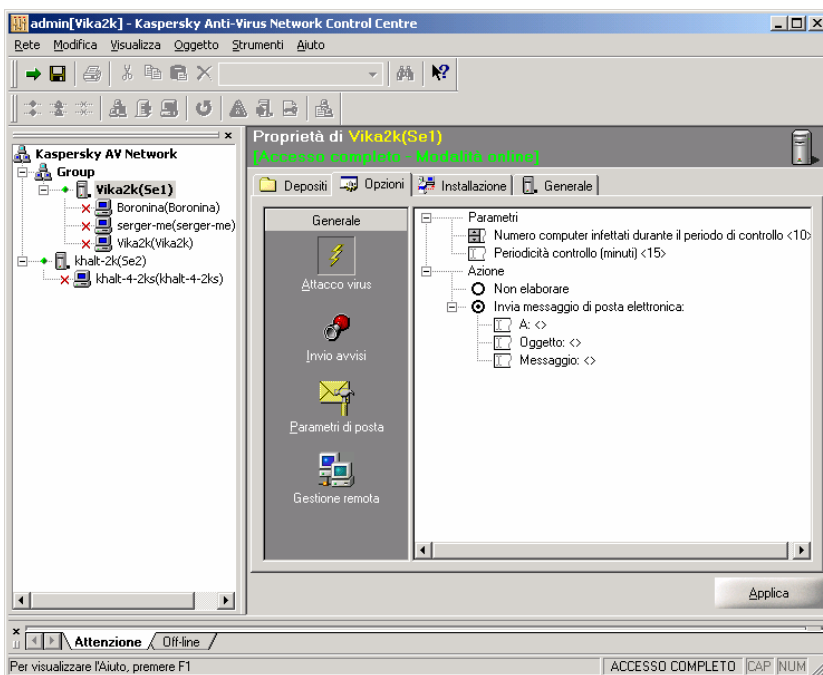 admin[Vika2k] - Kaspersky Anti-Virus Network Control Centre
Rete Modifica Visualizza Oggetto Strumenti Aiuto
Kaspersky AV Network
Group
Vika2k(Se1)
Boronina(Boronina)
serger-me(serger-me)
Vika2k(Vika2k)
khalt-2k(Se2)
khalt-4-2ks(khalt-4-2ks)
Proprietà di Vika2k(Se1)
[Accesso completo - Modalità online]
Depositi Opzioni Installazione Generale
Generale
Attacco virus
Invio avvisi
Parametri di posta
Gestione remota
Parametri
Numero computer infettati durante il periodo di controllo <10>
Periodicità controllo (minuti) <15>
Azione
Non elaborare
Invia messaggio di posta elettronica:
A: <>
Oggetto: <>
Messaggio: <>
Applica
Attenzione Off-line
Per visualizzare l'Aiuto, premere F1
ACCESSO COMPLETO CAP NUM